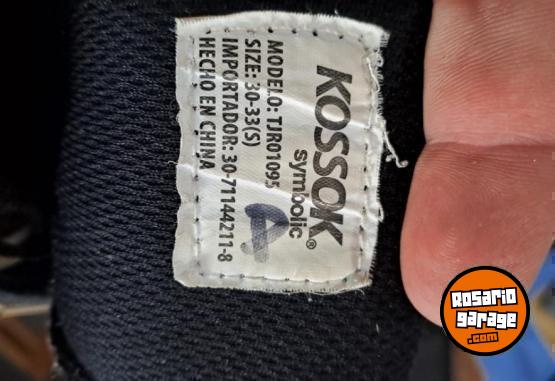 KOSSOK®
symbolic
MODELO: TJR01095
SIZE: 30-33(S)
IMPORTADOR: 30-71144211-8
HECHO EN CHINA
A
Rosario
garage
.com